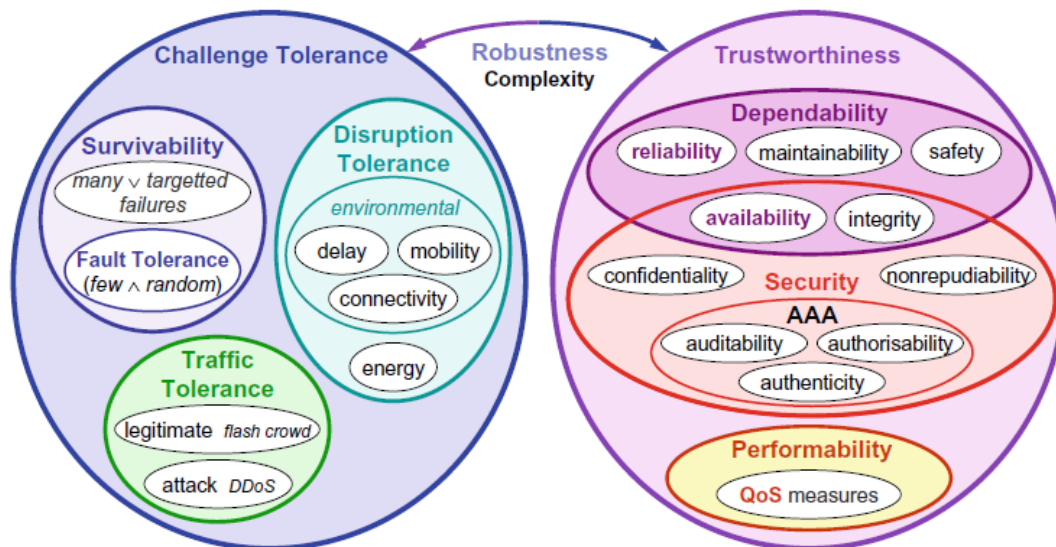 Challenge Tolerance
Robustness
Complexity
Trustworthiness
Survivability
many ∨ targetted
failures
Fault Tolerance
(few ∧ random)
Disruption
Tolerance
environmental
delay
mobility
connectivity
energy
Traffic
Tolerance
legitimate flash crowd
attack DDoS
Dependability
reliability
maintainability
safety
availability
integrity
confidentiality
Security
nonrepudiability
AAA
auditability
authorisability
authenticity
Performability
QoS measures